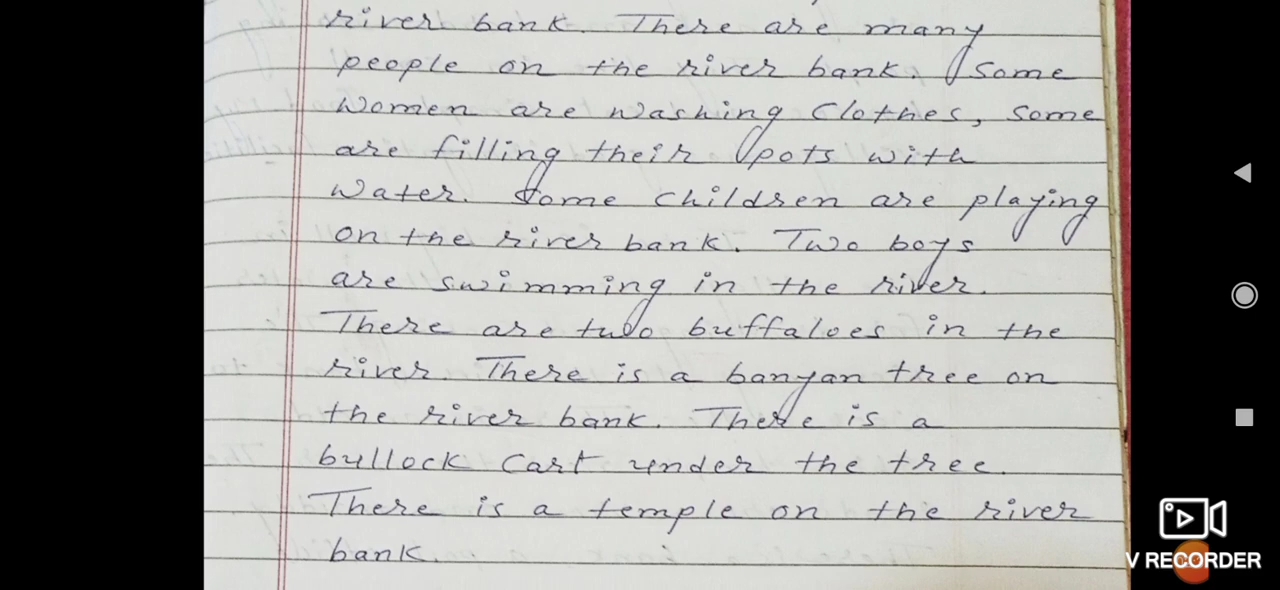 river bank. There are many
people on the river bank. Some
women are washing Clothes, some
are filling their pots with
water. Some children are playing
on the river bank. Two boys
are swimming in the river.
There are two buffaloes in the
river. There is a banyan tree on
the river bank. There is a
bullock cart under the tree.
There is a temple on the river
bank.
V RECORDER